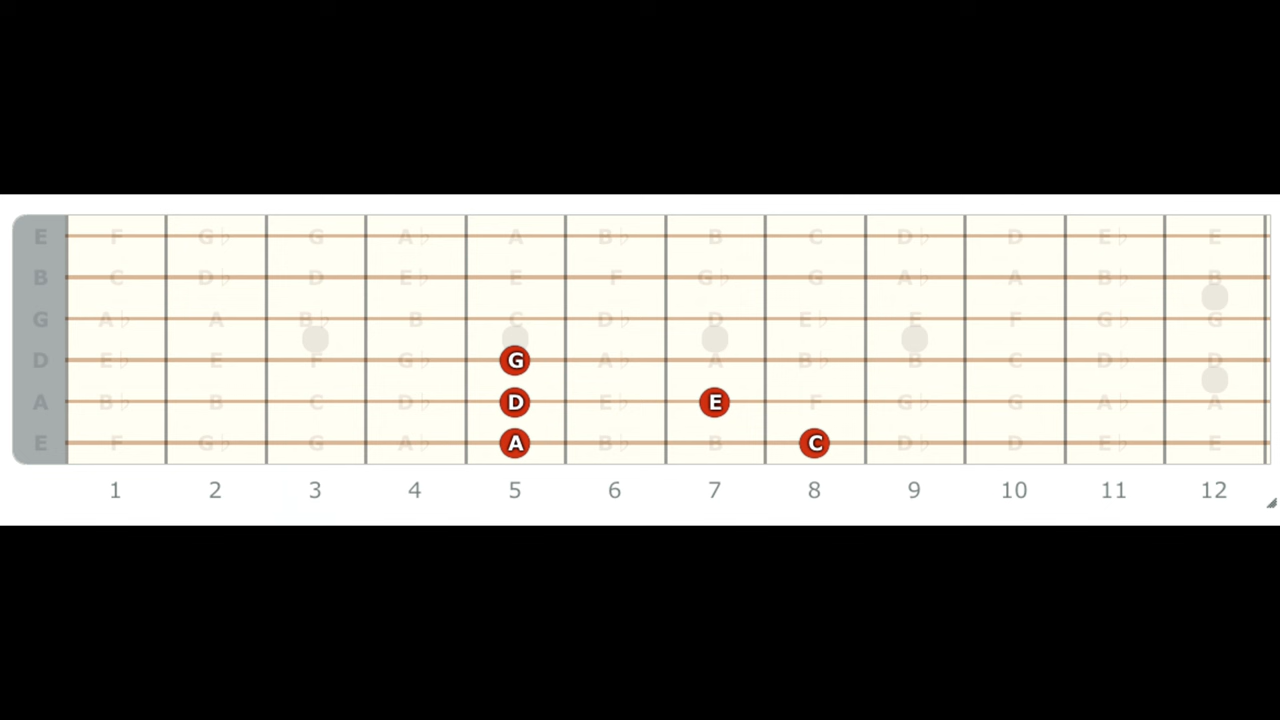 E F G♭ G A♭ A B♭ B C D♭ D E♭ E
B C D♭ D E♭ E F G♭ G A♭ A B♭ B
G A♭ A B♭ B C D♭ D E♭ E F G♭ G
D E♭ E F G♭ G A♭ A B♭ B C D♭ D
A B♭ B C D♭ D E♭ E F G♭ G A♭ A
E F G♭ G A♭ A B♭ B C D♭ D E♭ E
1 2 3 4 5 6 7 8 9 10 11 12